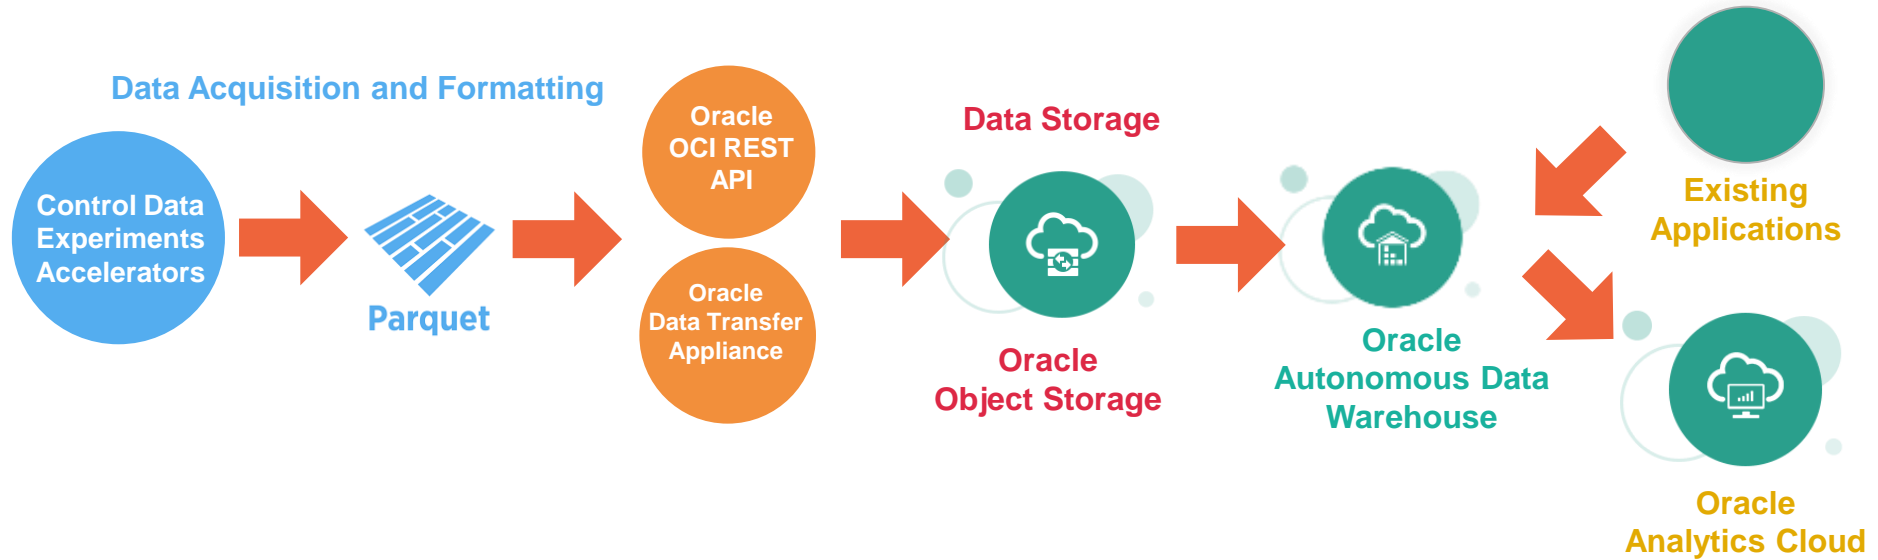 Data Acquisition and Formatting
Control Data
Experiments
Accelerators
Parquet
Oracle
OCI REST
API
Oracle
Data Transfer
Appliance
Data Storage
Oracle
Object Storage
Oracle
Autonomous Data
Warehouse
Existing
Applications
Oracle
Analytics Cloud